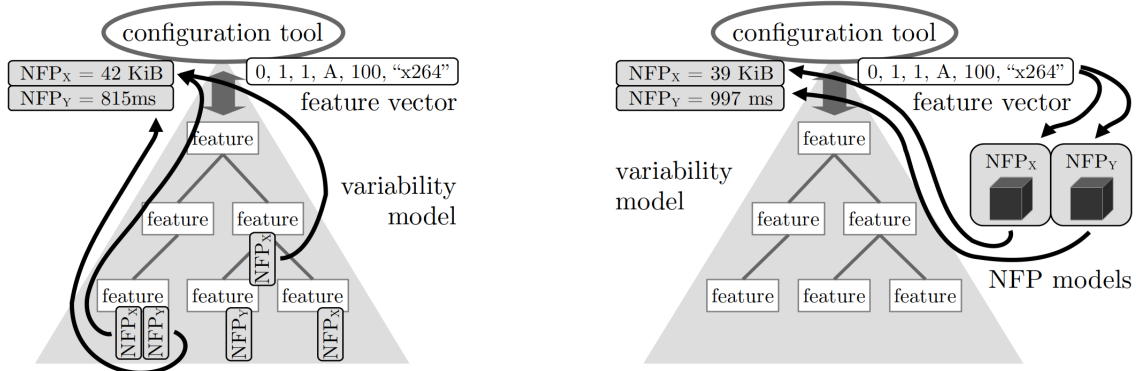 configuration tool
NFPX = 42 KiB
NFPY = 815ms
0, 1, 1, A, 100, “x264”
feature vector
feature
variability
model
feature
feature
NFPX
feature
feature
feature
NFPX
NFPY
NFPY
NFPX
configuration tool
NFPX = 39 KiB
NFPY = 997 ms
0, 1, 1, A, 100, “x264”
feature vector
feature
NFPX
NFPY
variability
model
feature
feature
NFP models
feature
feature
feature